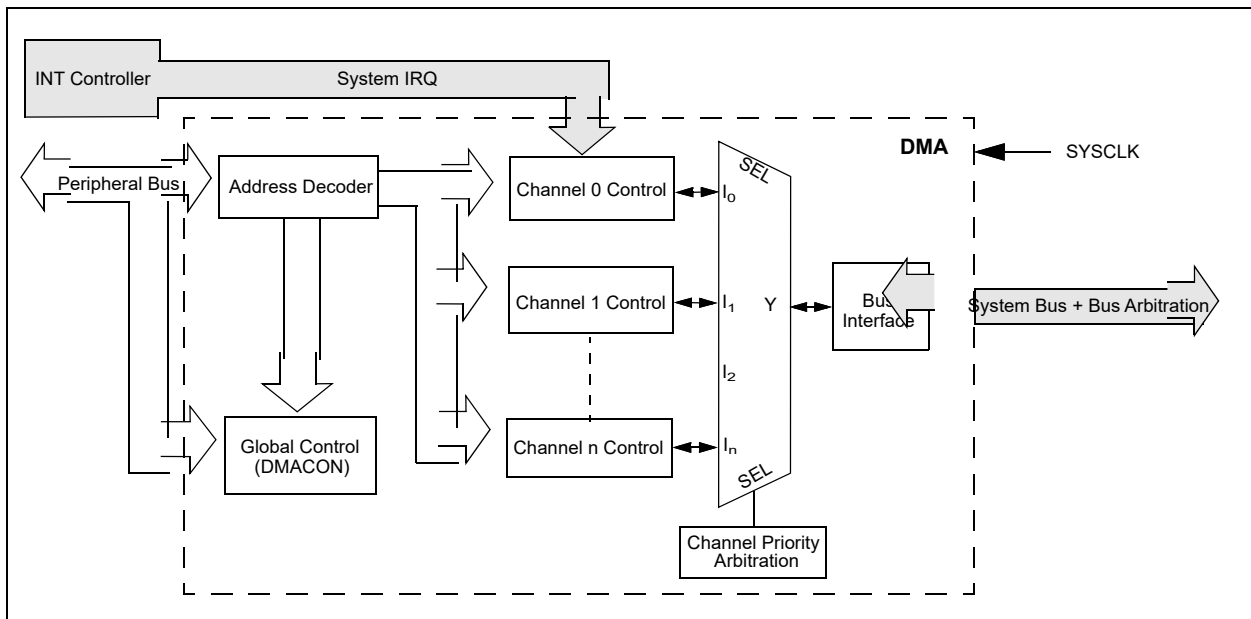 INT Controller
System IRQ
DMA
SYSCLK
Peripheral Bus
Address Decoder
Channel 0 Control
I0
SEL
Channel 1 Control
I1
Y
Bus
Interface
System Bus + Bus Arbitration
I2
Global Control
(DMACON)
Channel n Control
In
SEL
Channel Priority
Arbitration